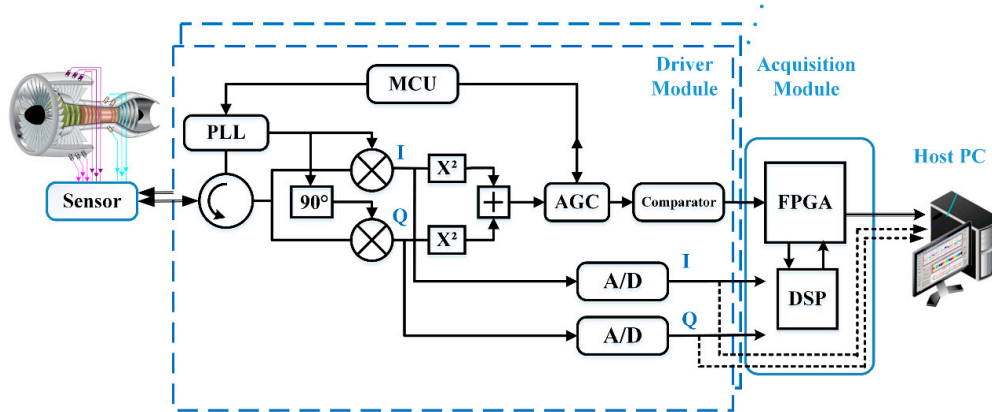 Driver
Module
Acquisition
Module
MCU
PLL
I
X²
Host PC
Sensor
90°
AGC
Comparator
FPGA
Q
X²
A/D
I
DSP
A/D
Q